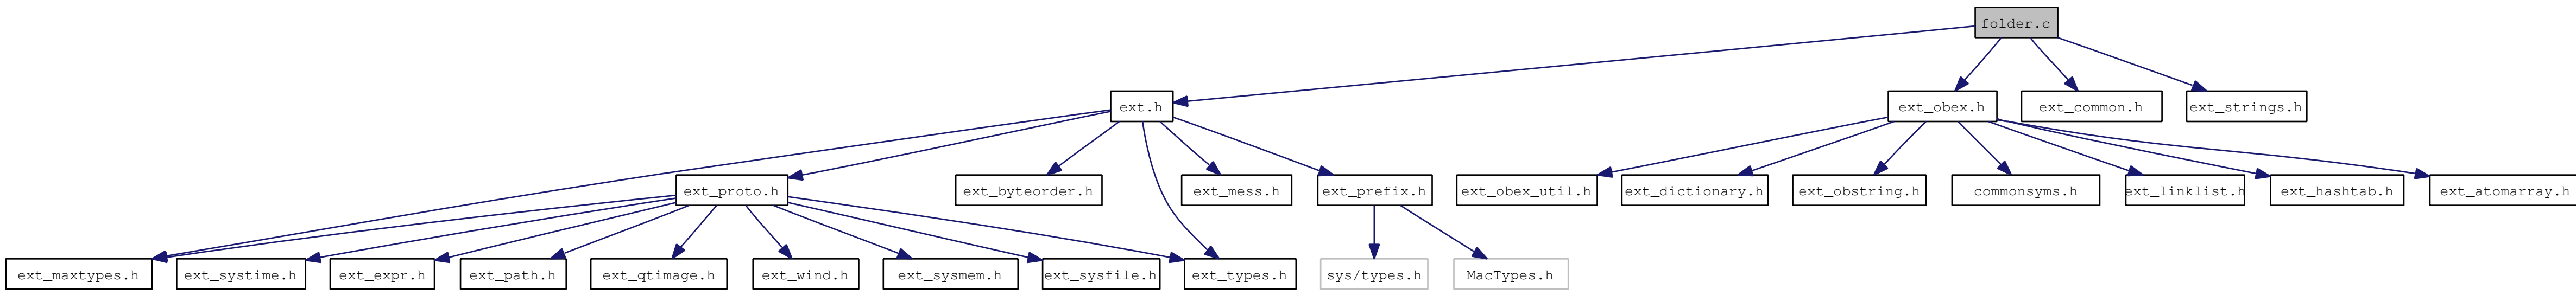 folder.c
ext.h
ext_obex.h
ext_common.h
ext_strings.h
ext_proto.h
ext_byteorder.h
ext_mess.h
ext_prefix.h
ext_obex_util.h
ext_dictionary.h
ext_obstring.h
commonsyms.h
ext_linklist.h
ext_hashtab.h
ext_atomarray.h
ext_maxtypes.h
ext_systime.h
ext_expr.h
ext_path.h
ext_qtimage.h
ext_wind.h
ext_sysmem.h
ext_sysfile.h
ext_types.h
sys/types.h
MacTypes.h